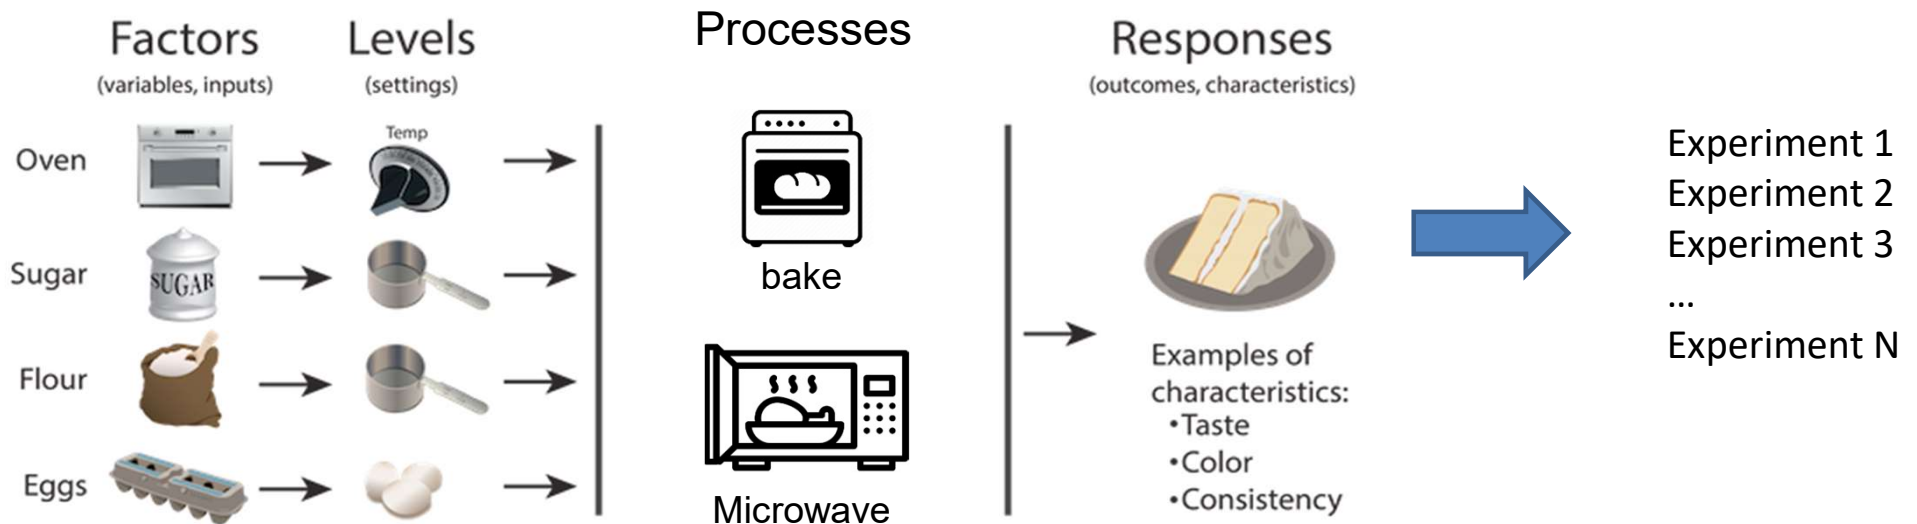 Factors
(variables, inputs)
Levels
(settings)
Processes
Responses
(outcomes, characteristics)
Oven
Temp
Sugar
SUGAR
Flour
Eggs
bake
Microwave
Examples of
characteristics:
•Taste
•Color
•Consistency
Experiment 1
Experiment 2
Experiment 3
...
Experiment N